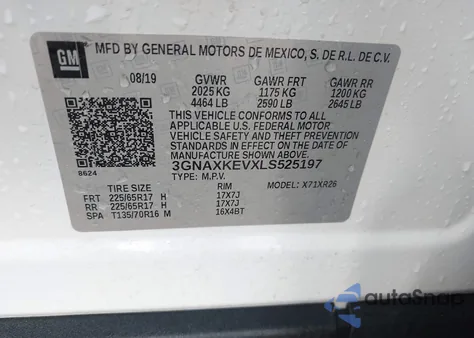 GM
MFD BY GENERAL MOTORS DE MEXICO, S. DE R.L. DE C.V.
08/19 GVWR GAWR FRT GAWR RR
2025 KG 1175 KG 1200 KG
4464 LB 2590 LB 2645 LB
THIS VEHICLE CONFORMS TO ALL
APPLICABLE U.S. FEDERAL MOTOR
VEHICLE SAFETY AND THEFT
PREVENTION STANDARDS IN EFFECT
ON THE DATE OF MANUFACTURE
SHOWN ABOVE.
3GNAXKEVXLS525197
8624
TYPE: M.P.V. MODEL: X71XR26
TIRE SIZE RIM
FRT 225/65R17 H 17X7J
RR 225/65R17 H 17X7J
SPA T135/70R16 M 16X4BT
autoSnap